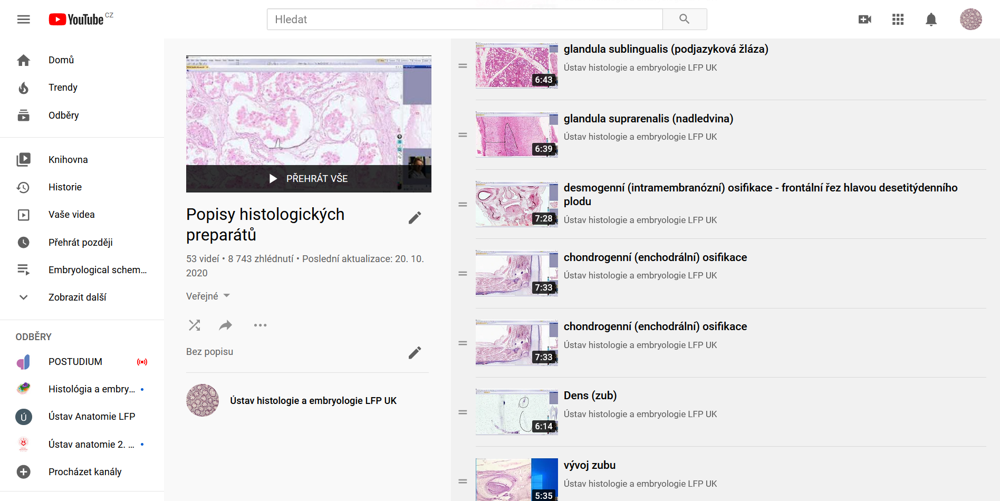 YouTube CZ
Hledat
Domů
Trendy
Odběry
Knihovna
Historie
Vaše videa
Přehrát později
Embryological schem...
Zobrazit další
ODBĚRY
POSTUDIUM
Histológia a embry...
Ú
Ústav Anatomie LFP
Ústav anatomie 2. ...
Procházet kanály
PŘEHRÁT VŠE
Popisy histologických
preparátů
53 videí • 8 743 zhlédnutí • Poslední aktualizace: 20. 10.
2020
Veřejné
Bez popisu
Ústav histologie a embryologie LFP UK
6:43
glandula sublingualis (podjazyková žláza)
Ústav histologie a embryologie LFP UK
6:39
glandula suprarenalis (nadledvina)
Ústav histologie a embryologie LFP UK
7:28
desmogenní (intramembranózní) osifikace - frontální řez hlavou desetitýdenního
plodu
Ústav histologie a embryologie LFP UK
7:33
chondrogenní (enchodrální) osifikace
Ústav histologie a embryologie LFP UK
7:33
chondrogenní (enchodrální) osifikace
Ústav histologie a embryologie LFP UK
6:14
Dens (zub)
Ústav histologie a embryologie LFP UK
5:35
vývoj zubu
Ústav histologie a embryologie LFP UK